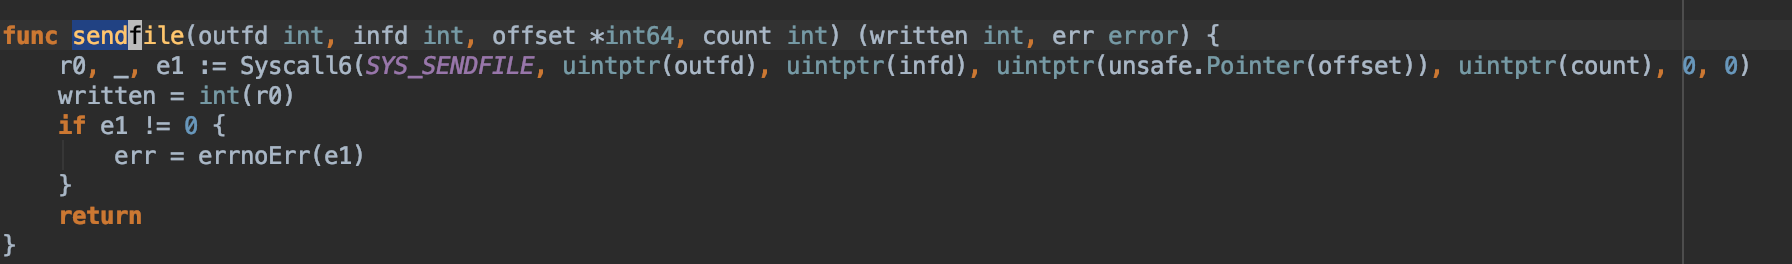 func sendfile(outfd int, infd int, offset *int64, count int) (written int, err error) {
    r0, _, e1 := Syscall6(SYS_SENDFILE, uintptr(outfd), uintptr(infd), uintptr(unsafe.Pointer(offset)), uintptr(count), 0, 0)
    written = int(r0)
    if e1 != 0 {
        err = errnoErr(e1)
    }
    return
}